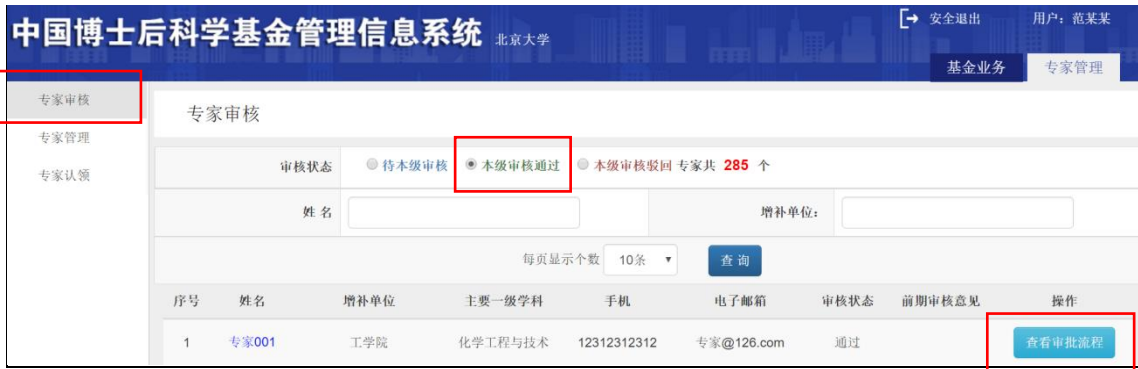 中国博士后科学基金管理信息系统 北京大学
安全退出 用户：范某某
基金业务 专家管理
专家审核
专家管理
专家认领
专家审核
审核状态 待本级审核 本级审核通过 本级审核驳回 专家共 285 个
姓名 增补单位：
每页显示个数 10条 查询
序号 姓名 增补单位 主要一级学科 手机 电子邮箱 审核状态 前期审核意见 操作
1 专家001 工学院 化学工程与技术 12312312312 专家@126.com 通过 查看审批流程